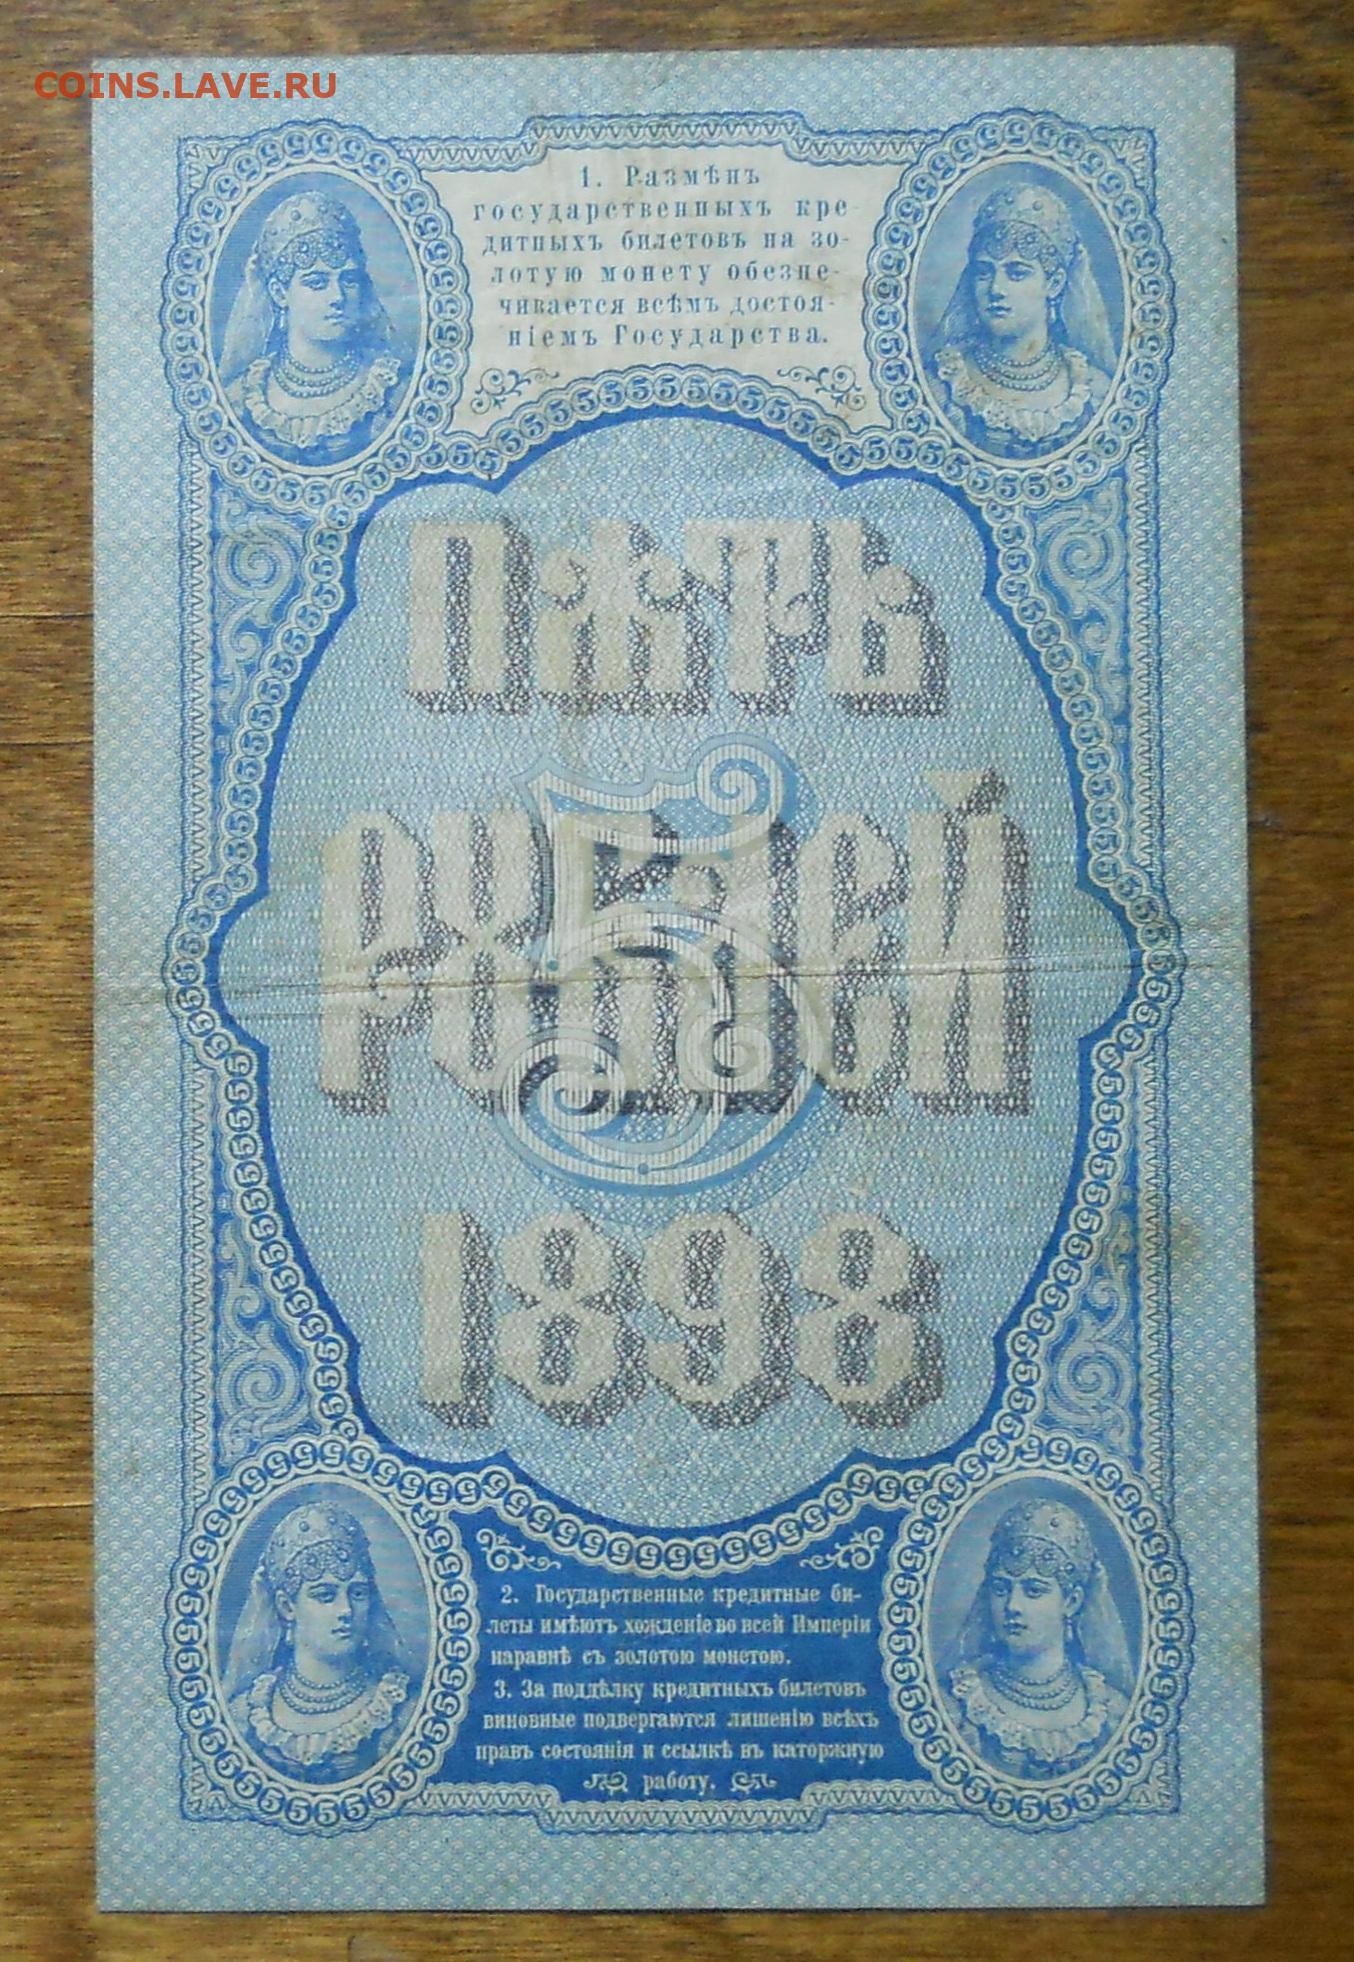 COINS.LAVE.RU
1. Размѣнъ
государственныхъ кре-
дитныхъ билетовъ на зо-
лотую монету обезпе-
чивается всѣмъ достоя-
ніемъ Государства.
ПЯТЬ
РУБЛЕЙ
5
1898
2. Государственные кредитные би-
леты имѣютъ хожденіе во всей Имперіи
наравнѣ съ золотою монетою.
3. За поддѣлку кредитныхъ билетовъ
виновные подвергаются лишенію всѣхъ
правъ состоянія и ссылкѣ въ каторжную
работу.